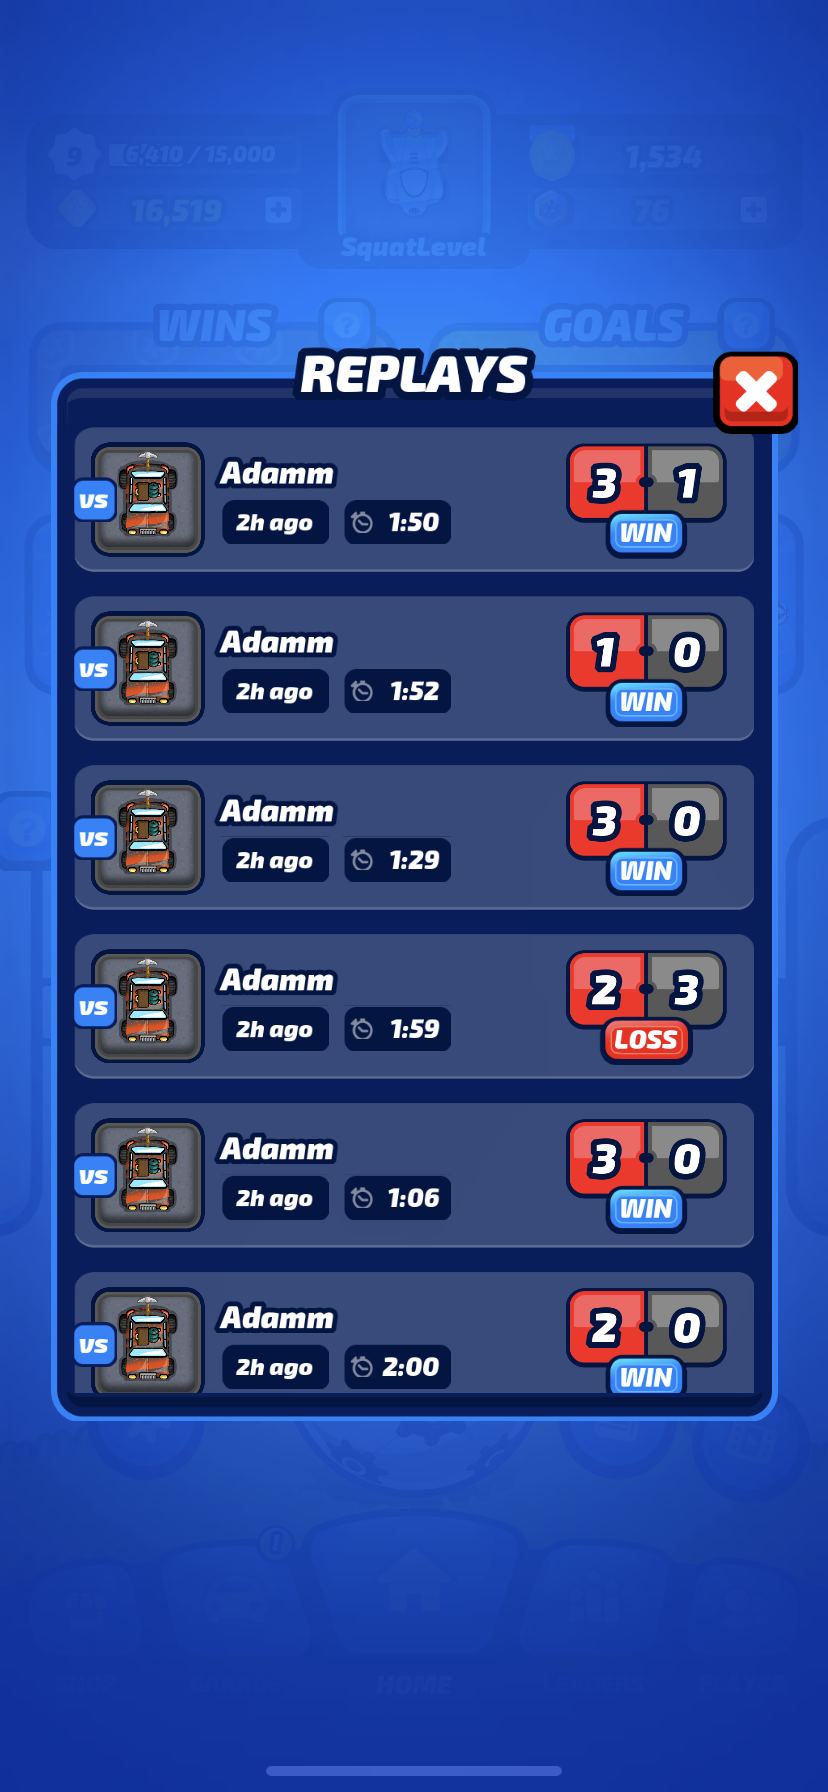 9 6,410 / 15,000 1,534
16,519 76
SquatLevel
WINS ? GOALS ?
REPLAYS
Adamm
3 - 1
vs
2h ago 1:50
WIN
Adamm
1 - 0
vs
2h ago 1:52
WIN
Adamm
3 - 0
vs
2h ago 1:29
WIN
Adamm
2 - 3
vs
2h ago 1:59
LOSS
Adamm
3 - 0
vs
2h ago 1:06
WIN
Adamm
2 - 0
vs
2h ago 2:00
WIN
HOME